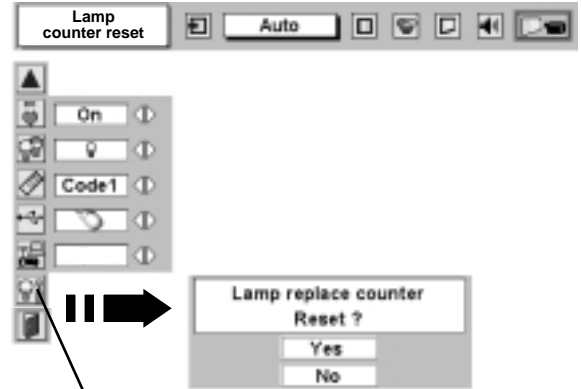 Lamp
counter reset
Auto
On
Code1
Lamp replace counter
Reset ?
Yes
No